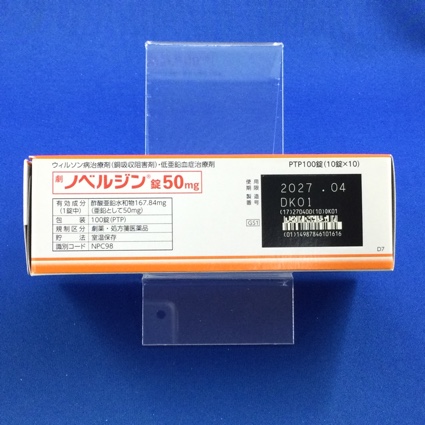 ウィルソン病治療剤(銅吸収阻害剤)・低亜鉛血症治療剤
劇 ノベルジン®錠50mg
有効成分(1錠中) 酢酸亜鉛水和物167.84mg(亜鉛として50mg)
包装 100錠(PTP)
規制区分 劇薬・処方箋医薬品
貯法 室温保存
識別コード NPC98
PTP100錠(10錠×10)
使用期限 2027.04
製造番号 DK01
(17)270400(10)DK01
GS1
(01)14987846101616
D7